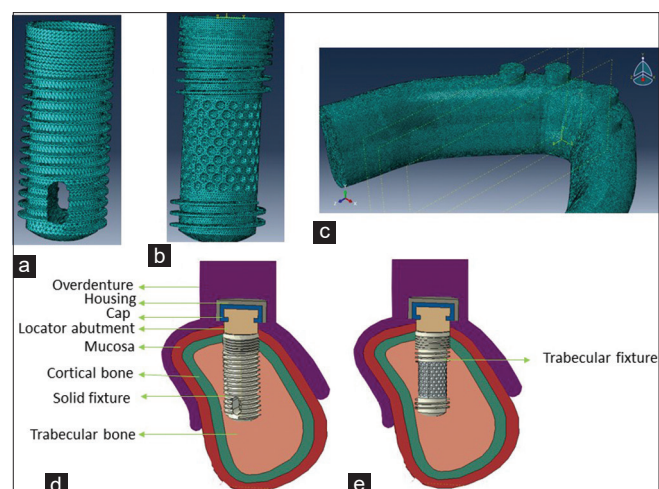 a
b
c
Overdenture
Housing
Cap
Locator abutment
Mucosa
Cortical bone
Solid fixture
Trabecular bone
Trabecular fixture
d
e